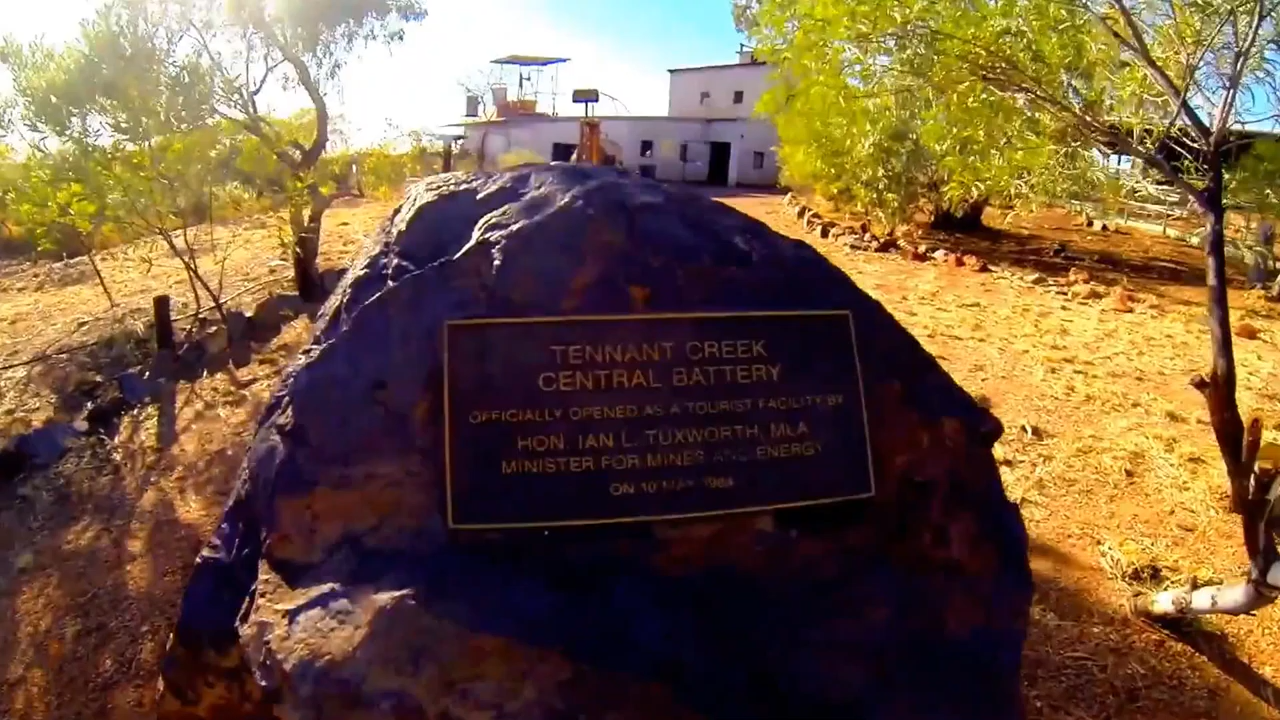 TENNANT CREEK
CENTRAL BATTERY
OFFICIALLY OPENED AS A TOURIST FACILITY BY
HON. IAN L. TUXWORTH, MLA
MINISTER FOR MINES AND ENERGY
ON 10 MAY 1984